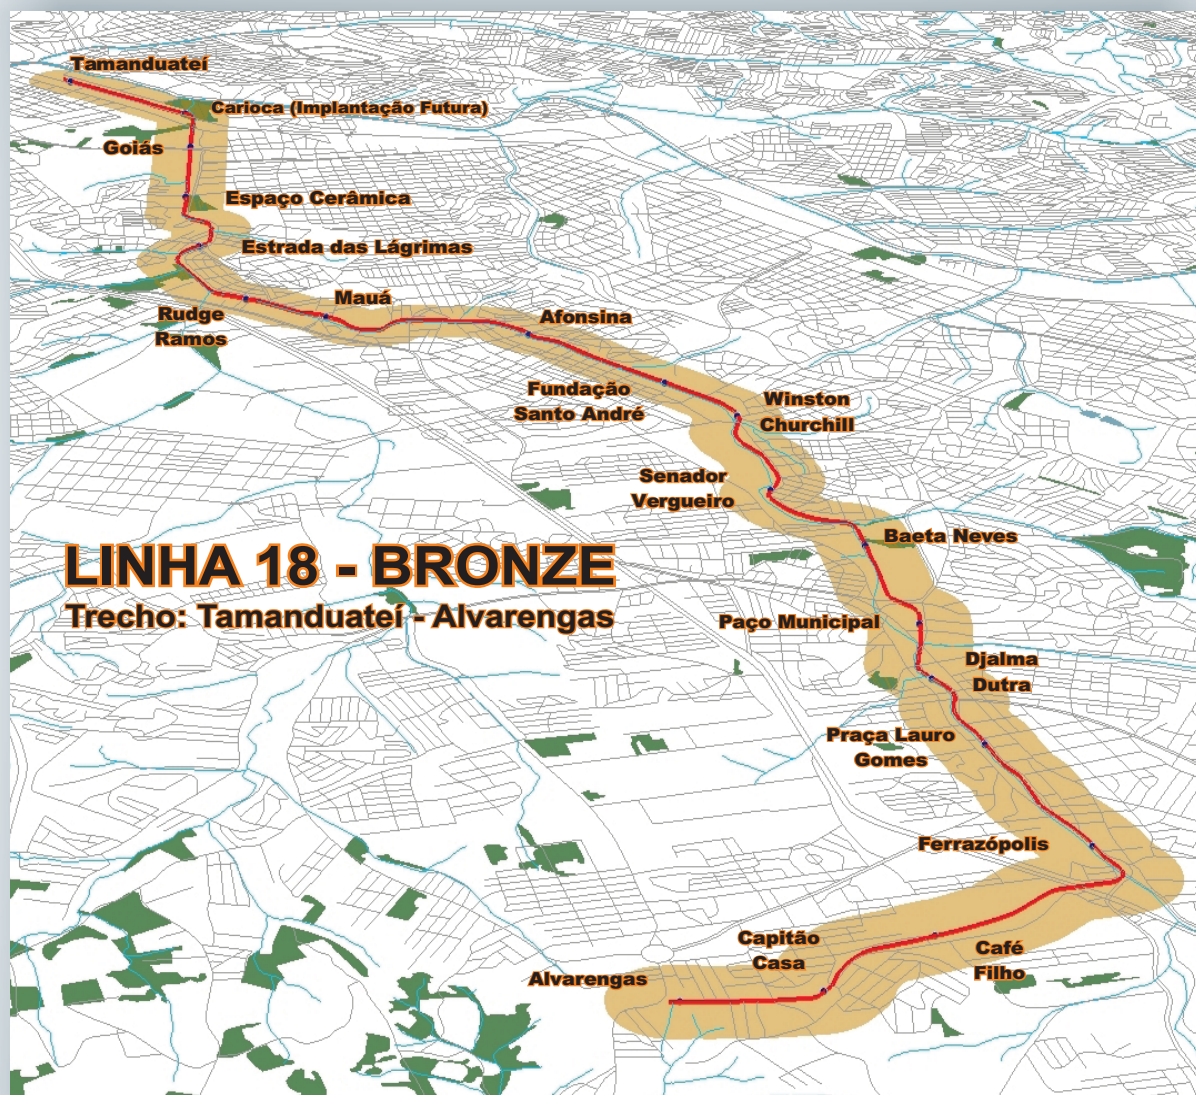 Tamanduateí
Carioca (Implantação Futura)
Goiás
Espaço Cerâmica
Estrada das Lágrimas
Mauá
Rudge
Ramos
Afonsina
Fundação
Santo André
Winston
Churchill
Senador
Vergueiro
Baeta Neves
LINHA 18 - BRONZE
Trecho: Tamanduateí - Alvarengas
Paço Municipal
Djalma
Dutra
Praça Lauro
Gomes
Ferrazópolis
Capitão
Casa
Café
Filho
Alvarengas